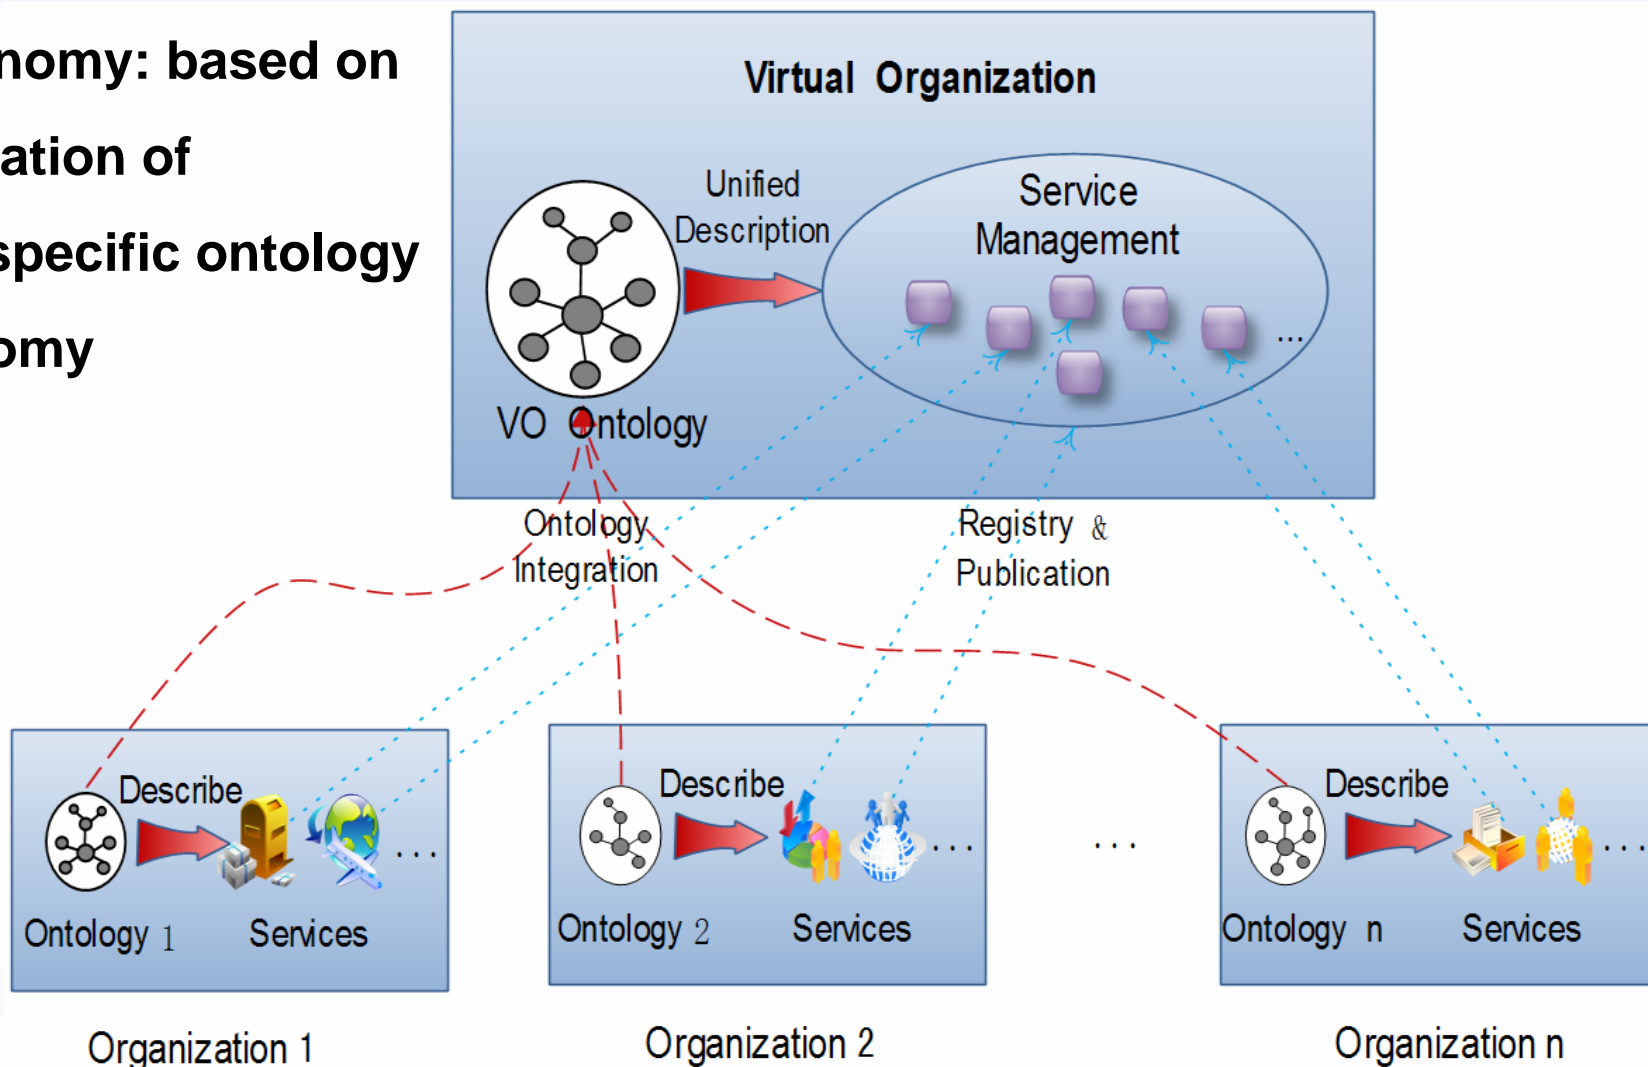 nomy: based on
ation of
specific ontology
omy
Virtual Organization
Unified
Description
Service
Management
...
VO Ontology
Ontology
Integration
Registry &
Publication
Describe
...
Ontology 1 Services
Organization 1
Describe
...
Ontology 2 Services
Organization 2
...
Describe
...
Ontology n Services
Organization n